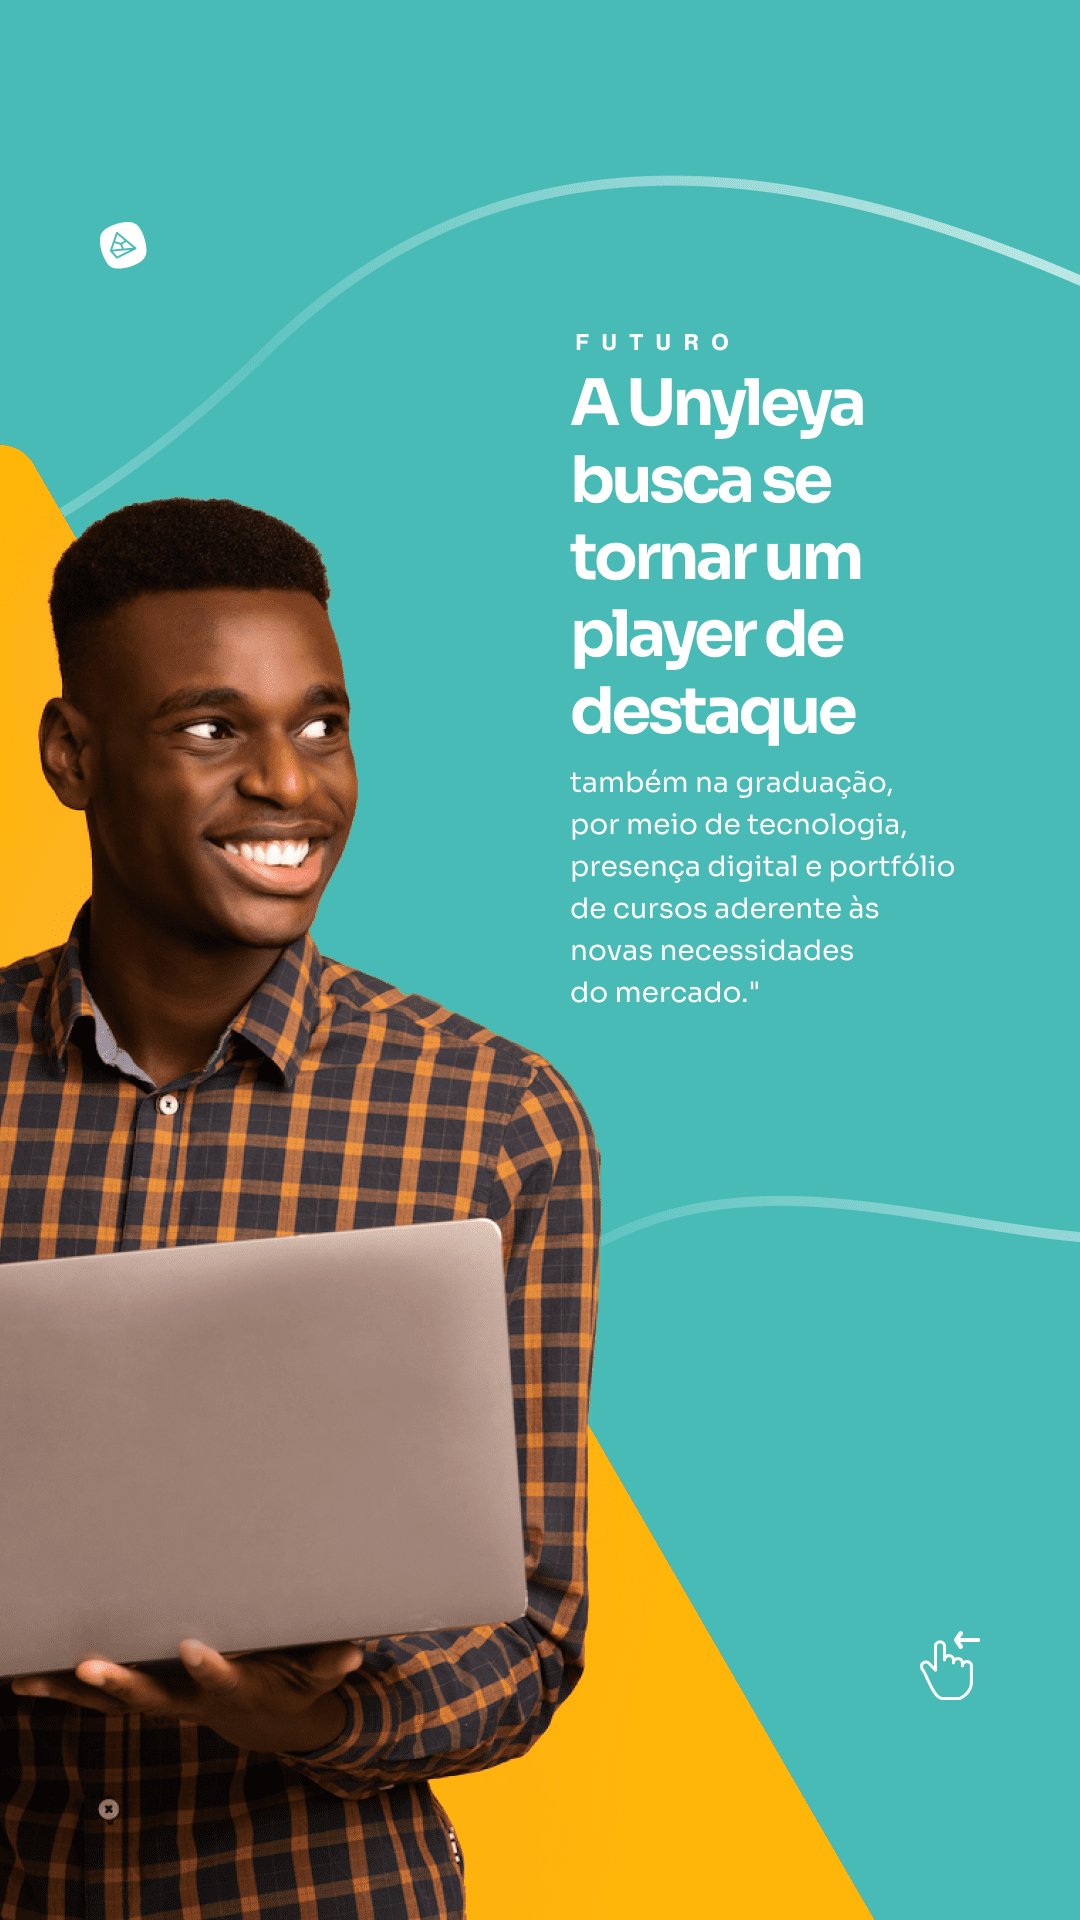 FUTURO
A Unyleya
busca se
tornar um
player de
destaque
também na graduação,
por meio de tecnologia,
presença digital e portfólio
de cursos aderente às
novas necessidades
do mercado."